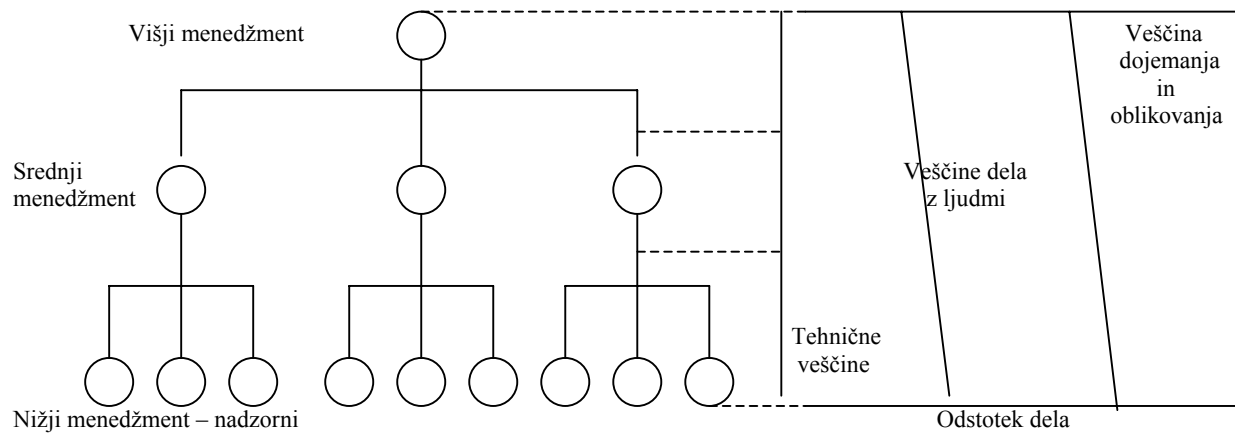 Višji menedžment
Veščina
dojemanja
in
oblikovanja
Srednji
menedžment
Veščine dela
z ljudmi
Tehnične
veščine
Nižji menedžment – nadzorni
Odstotek dela